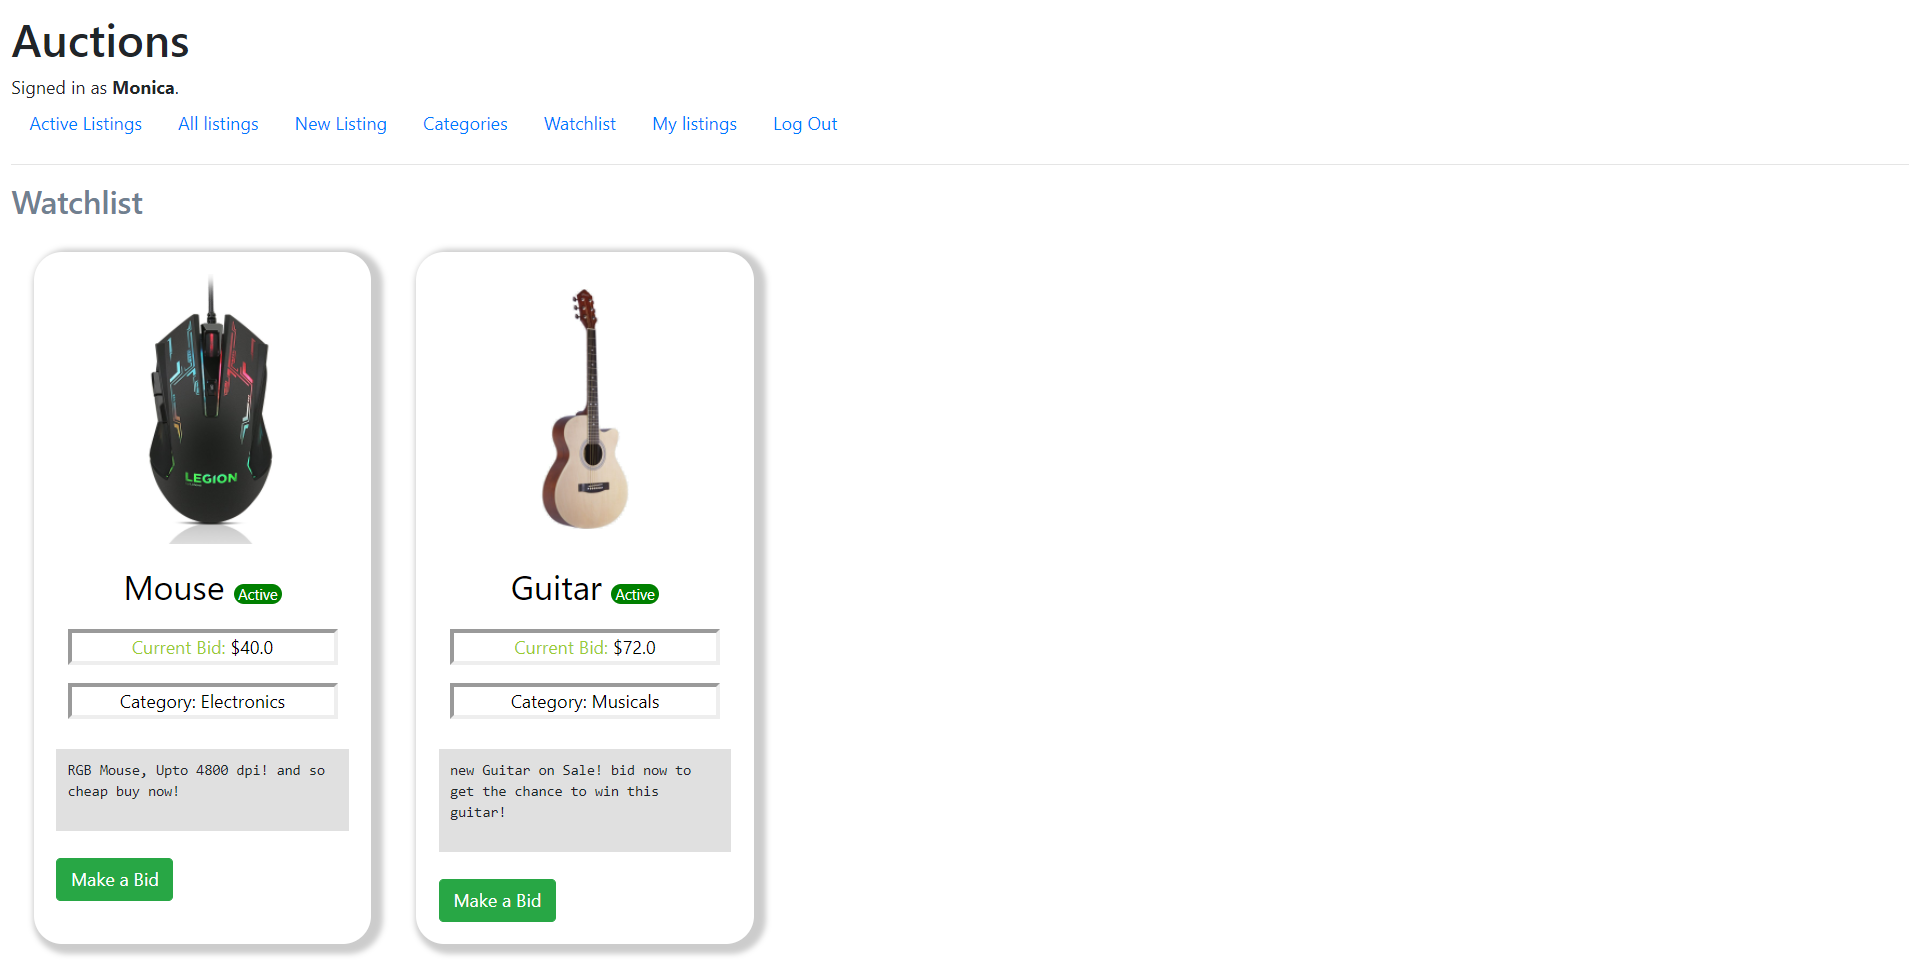 Auctions
Signed in as Monica.
Active Listings All listings New Listing Categories Watchlist My listings Log Out
Watchlist
LEGION
Mouse Active
Current Bid: $40.0
Category: Electronics
RGB Mouse, Upto 4800 dpi! and so
cheap buy now!
Make a Bid
Guitar Active
Current Bid: $72.0
Category: Musicals
new Guitar on Sale! bid now to
get the chance to win this
guitar!
Make a Bid